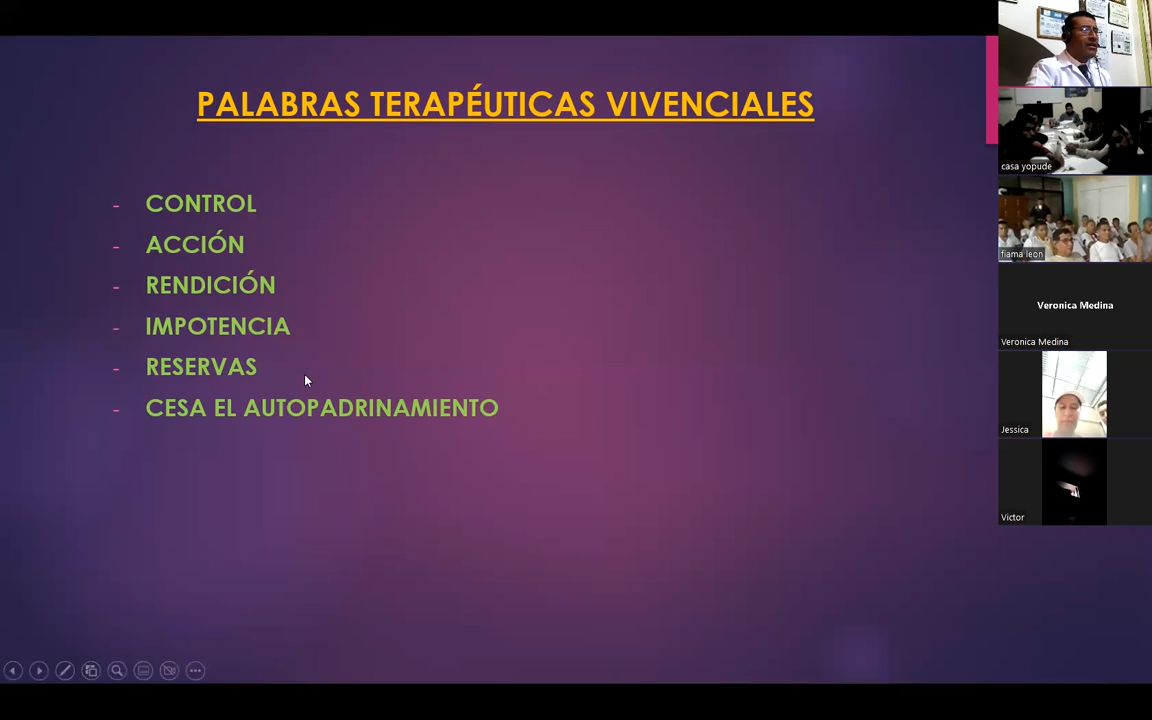 PALABRAS TERAPÉUTICAS VIVENCIALES
- CONTROL
- ACCIÓN
- RENDICIÓN
- IMPOTENCIA
- RESERVAS
- CESA EL AUTOPADRINAMIENTO
casa yopude
fiama leon
Veronica Medina
Veronica Medina
Jessica
Victor